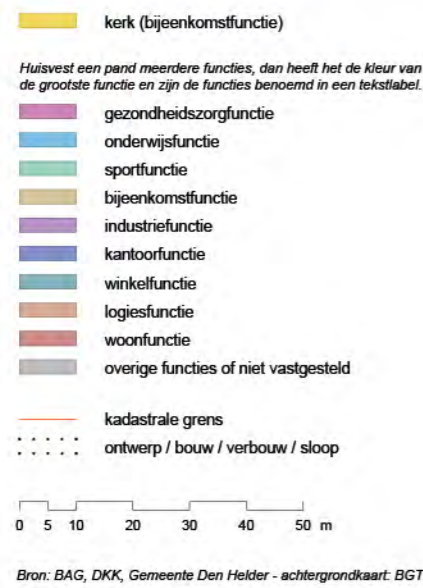 kerk (bijeenkomstfunctie)
Huisvest een pand meerdere functies, dan heeft het de kleur van
de grootste functie en zijn de functies benoemd in een tekstlabel.
gezondheidszorgfunctie
onderwijsfunctie
sportfunctie
bijeenkomstfunctie
industriefunctie
kantoorfunctie
winkelfunctie
logiesfunctie
woonfunctie
overige functies of niet vastgesteld
kadastrale grens
ontwerp / bouw / verbouw / sloop
0 5 10 20 30 40 50 m
Bron: BAG, DKK, Gemeente Den Helder - achtergrondkaart: BGT